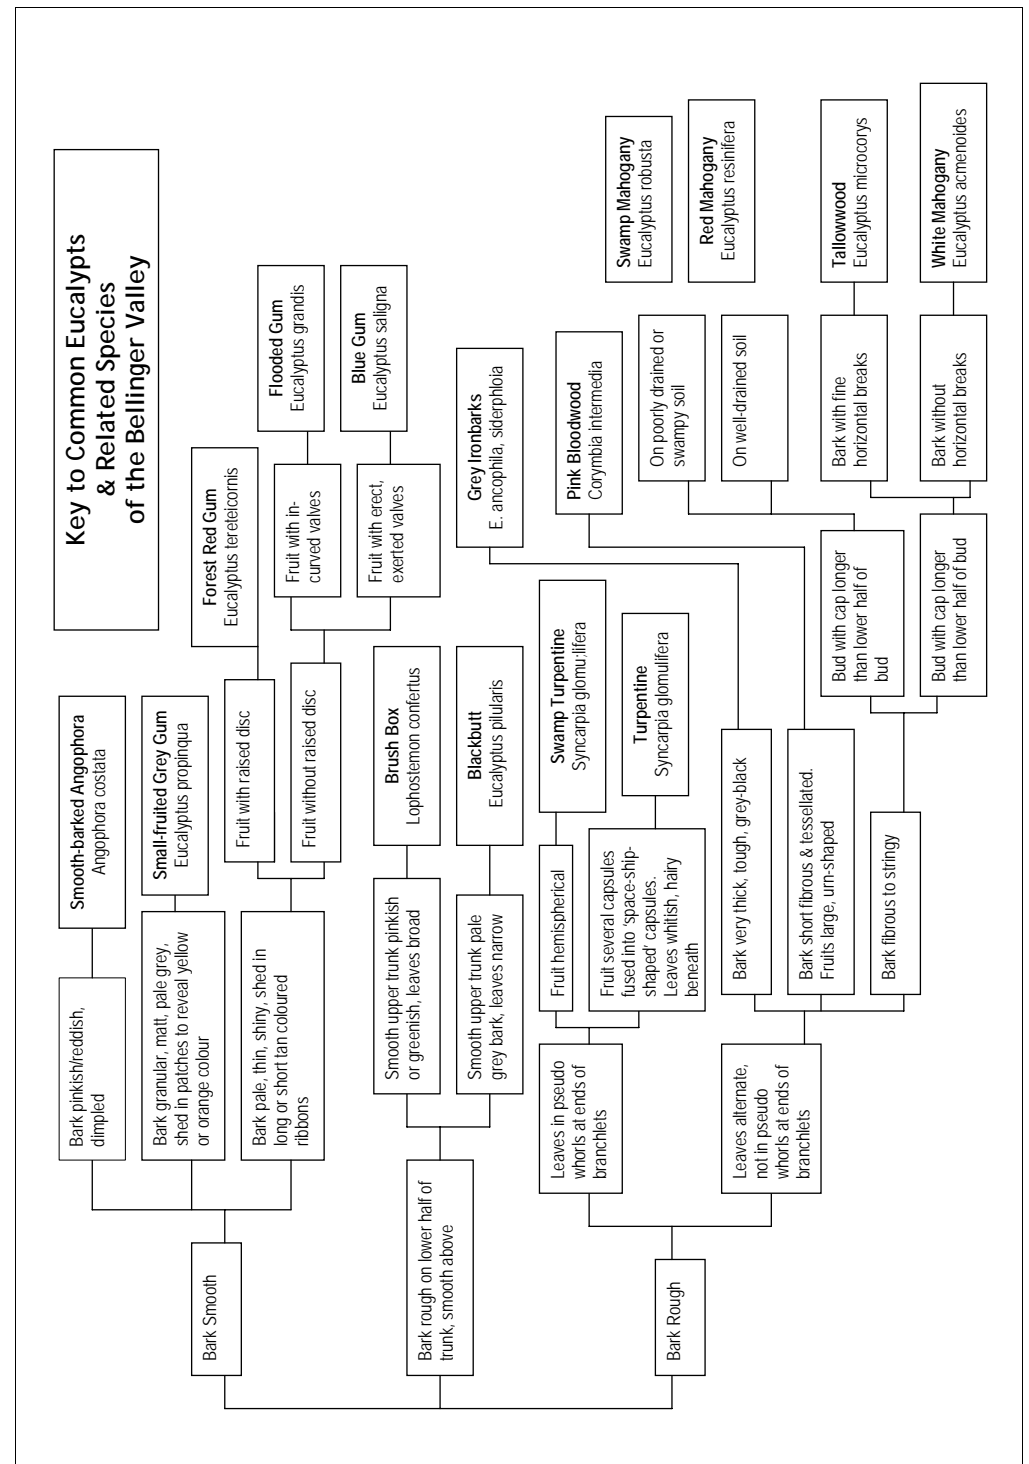 Key to Common Eucalypts
& Related Species
of the Bellinger Valley
Bark Smooth
Bark pinkish/reddish,
dimpled
Smooth-barked Angophora
Angophora costata
Bark granular, matt, pale grey,
shed in patches to reveal yellow
or orange colour
Small-fruited Grey Gum
Eucalyptus propinqua
Bark pale, thin, shiny, shed in
long or short tan coloured
ribbons
Fruit with raised disc
Forest Red Gum
Eucalyptus tereteicornis
Fruit without raised disc
Fruit with in-
curved valves
Flooded Gum
Eucalyptus grandis
Fruit with erect,
exerted valves
Blue Gum
Eucalyptus saligna
Bark rough on lower half of
trunk, smooth above
Smooth upper trunk pinkish
or greenish, leaves broad
Brush Box
Lophostemon confertus
Smooth upper trunk pale
grey bark, leaves narrow
Blackbutt
Eucalyptus pilularis
Bark Rough
Leaves in pseudo
whorls at ends of
branchlets
Fruit hemispherical
Swamp Turpentine
Syncarpia glomu;lifera
Fruit several capsules
fused into 'space-ship-
shaped' capsules.
Leaves whitish, hairy
beneath
Turpentine
Syncarpia glomulifera
Leaves alternate,
not in pseudo
whorls at ends of
branchlets
Bark very thick, tough, grey-black
Grey Ironbarks
E. ancophila, siderphloia
Bark short fibrous & tessellated.
Fruits large, urn-shaped
Pink Bloodwood
Corymbia intermedia
Bark fibrous to stringy
Bud with cap longer
than lower half of
bud
On poorly drained or
swampy soil
Swamp Mahogany
Eucalyptus robusta
On well-drained soil
Red Mahogany
Eucalyptus resinifera
Bud with cap longer
than lower half of bud
Bark with fine
horizontal breaks
Tallowwood
Eucalyptus microcorys
Bark without
horizontal breaks
White Mahogany
Eucalyptus acmenoides